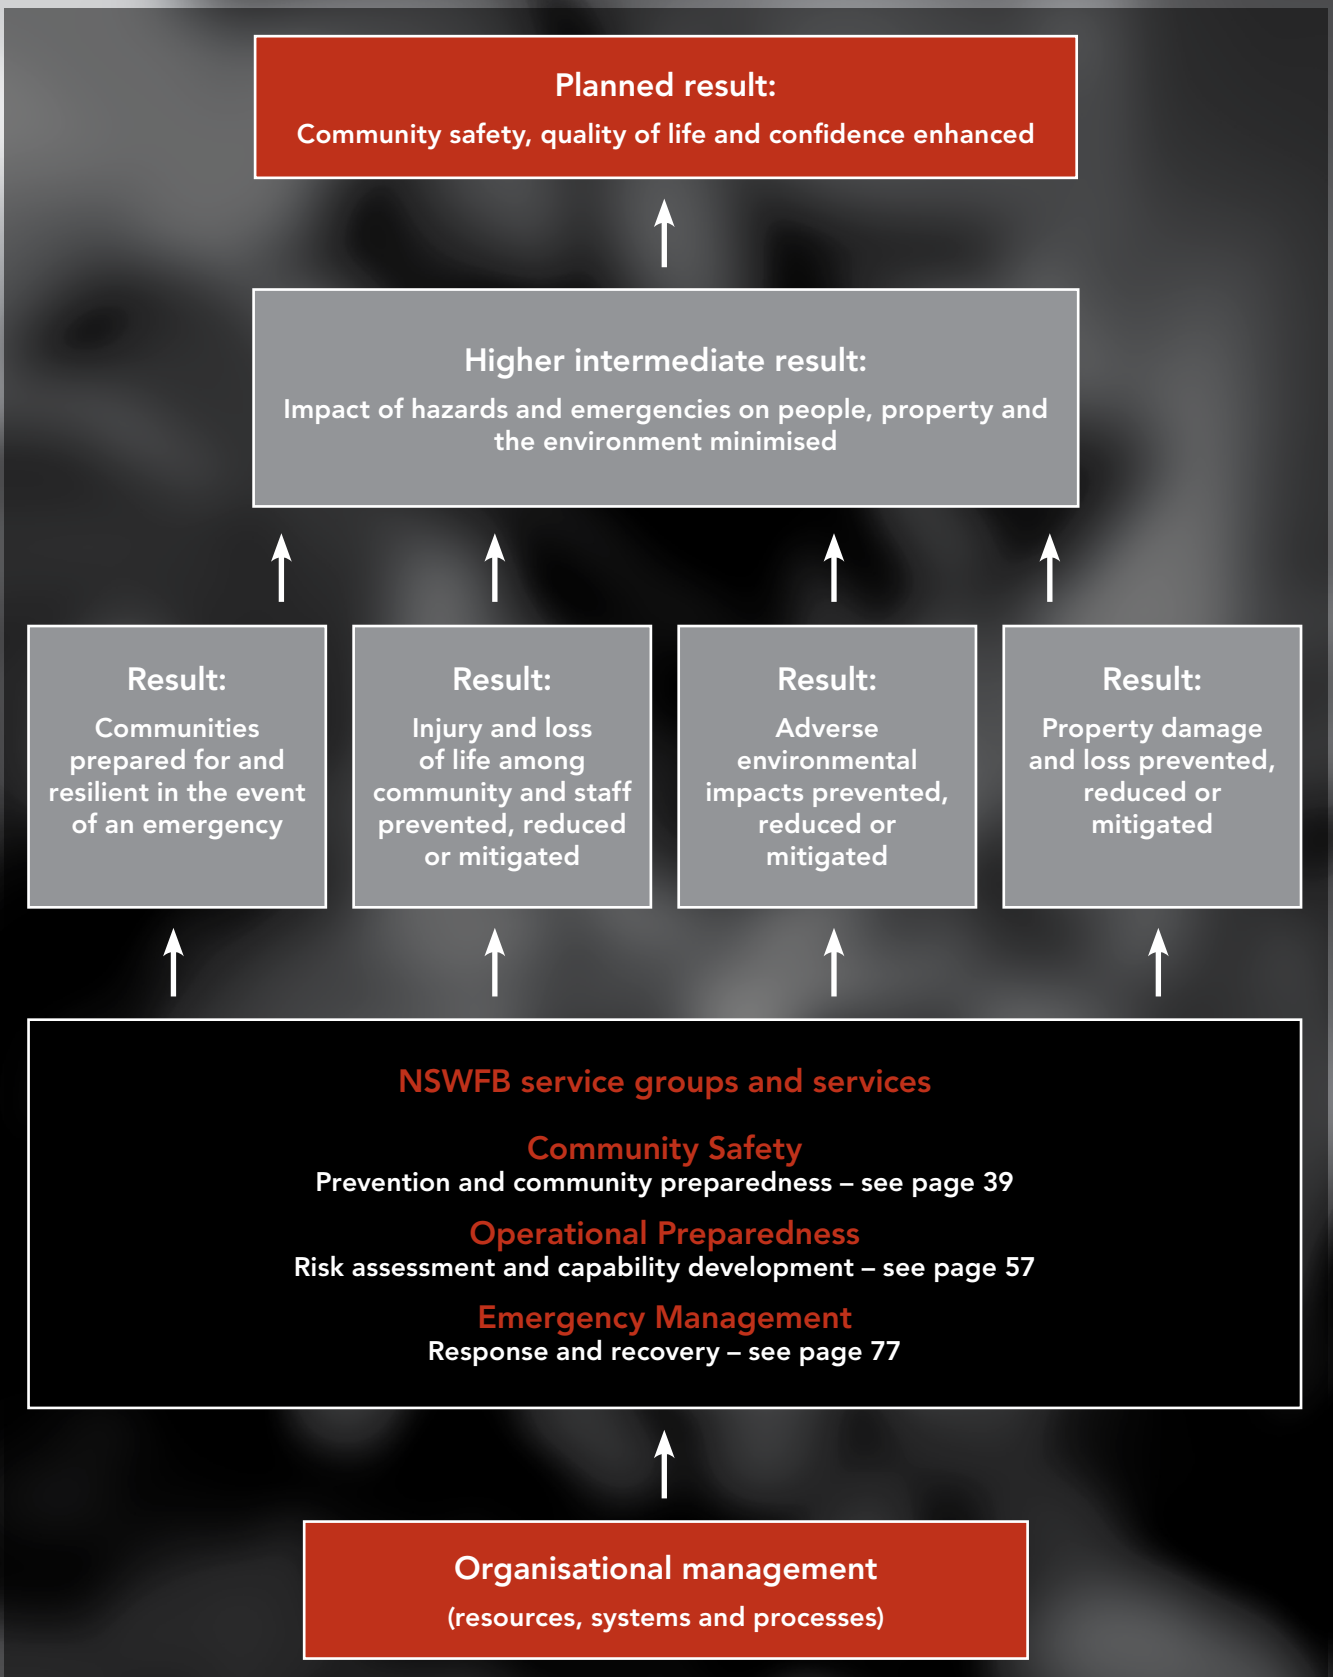 Planned result:
Community safety, quality of life and confidence enhanced
Higher intermediate result:
Impact of hazards and emergencies on people, property and
the environment minimised
Result:
Communities
prepared for and
resilient in the event
of an emergency
Result:
Injury and loss
of life among
community and staff
prevented, reduced
or mitigated
Result:
Adverse
environmental
impacts prevented,
reduced or
mitigated
Result:
Property damage
and loss prevented,
reduced or
mitigated
NSWFB service groups and services
Community Safety
Prevention and community preparedness – see page 39
Operational Preparedness
Risk assessment and capability development – see page 57
Emergency Management
Response and recovery – see page 77
Organisational management
(resources, systems and processes)